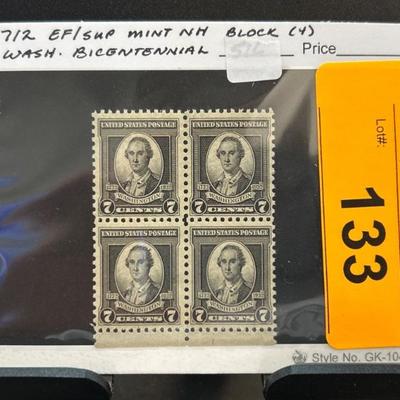 712 EF/SUP MINT NH BLOCK (4)
WASH. BICENTENNIAL Price
Lot#:
133
UNITED STATES POSTAGE UNITED STATES POSTAGE
1732 WASHINGTON 1932 1732 WASHINGTON 1932
7 CENTS 7 7 CENTS 7
UNITED STATES POSTAGE UNITED STATES POSTAGE
1732 WASHINGTON 1932 1732 WASHINGTON 1932
7 CENTS 7 7 CENTS 7
Style No. GK-104